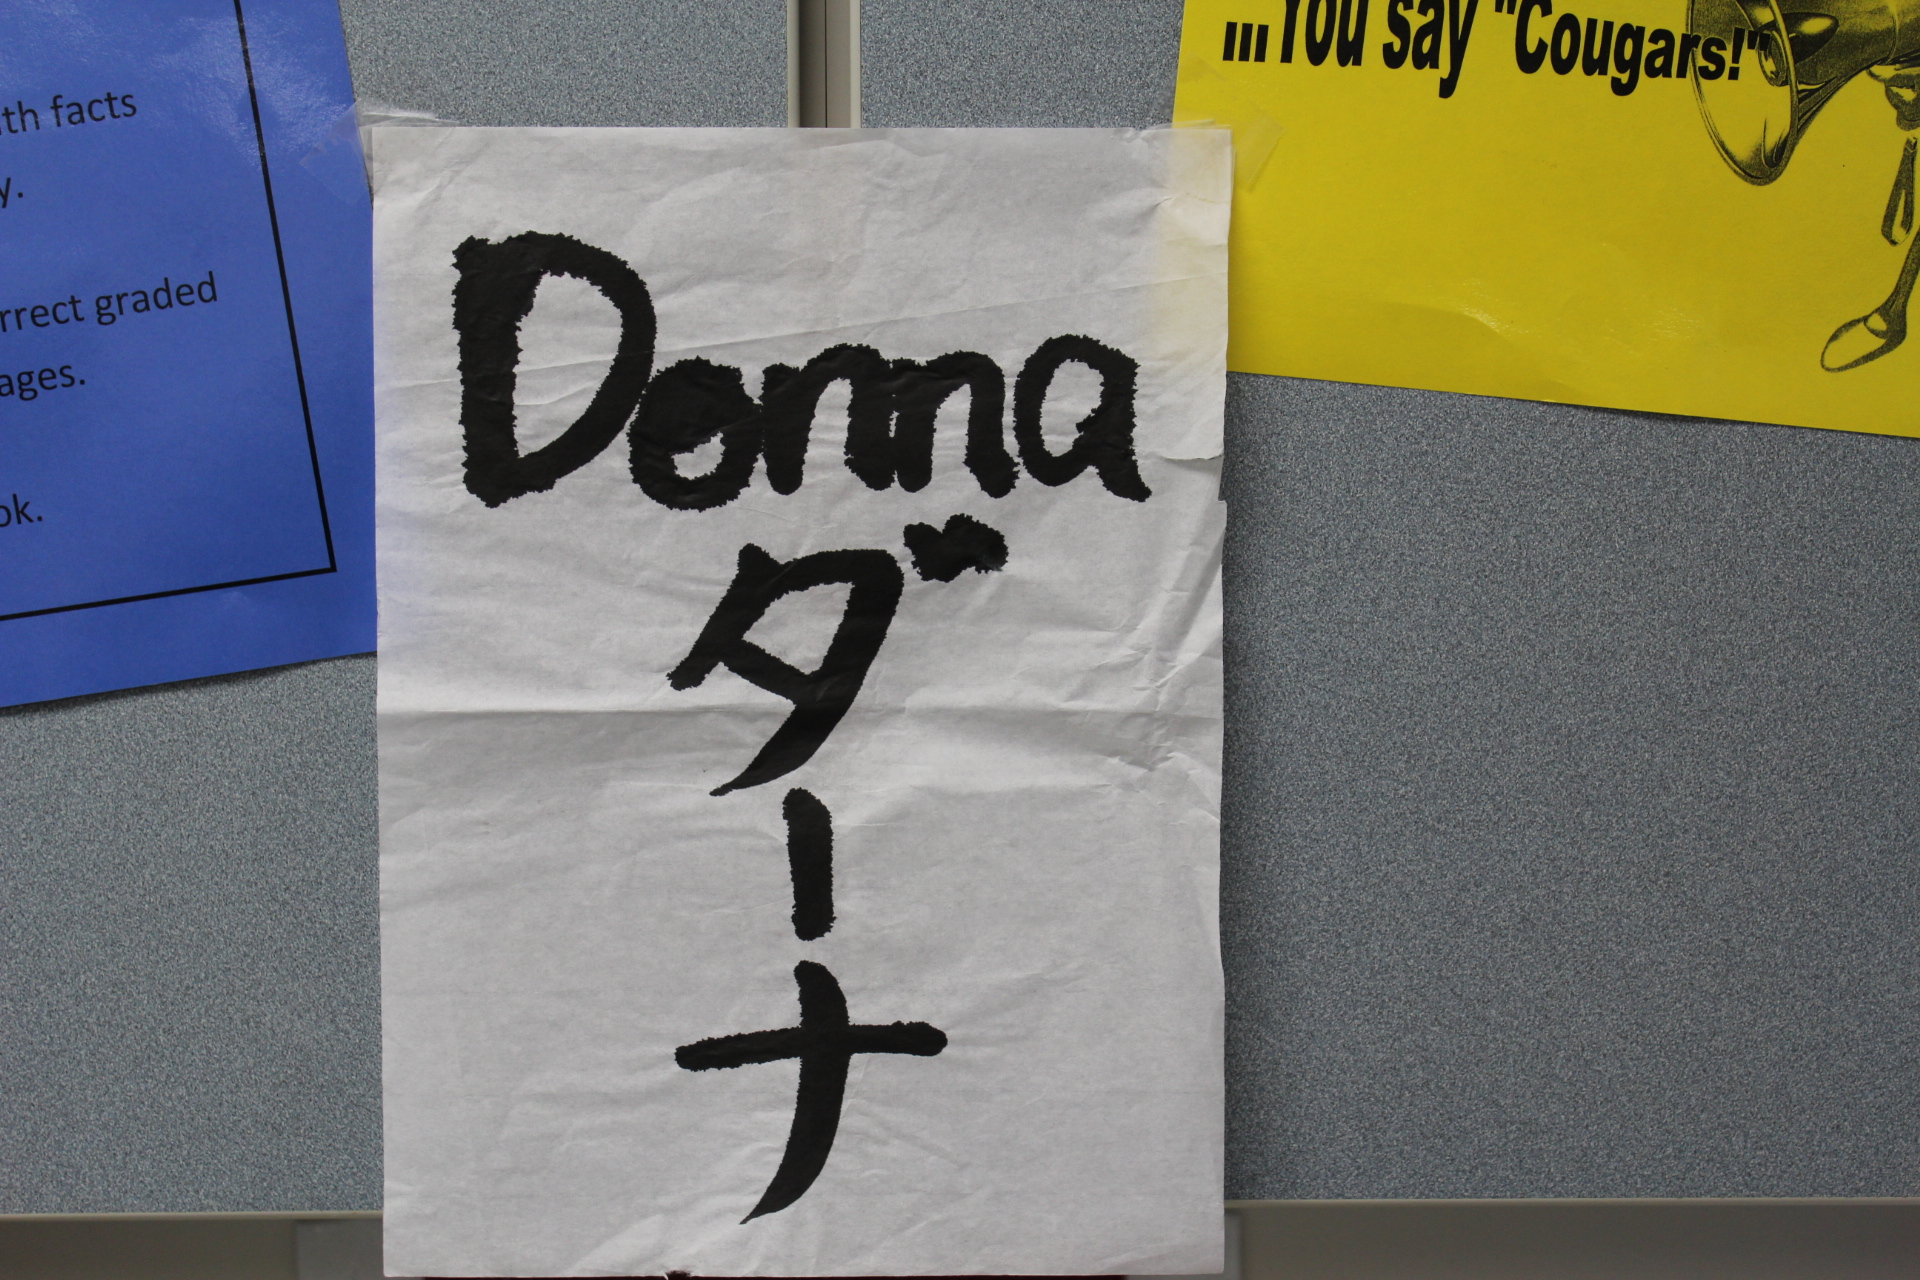 th facts
y.
rrect graded
ages.
ok.
Donna
ダーナ
...You say "Cougars!"